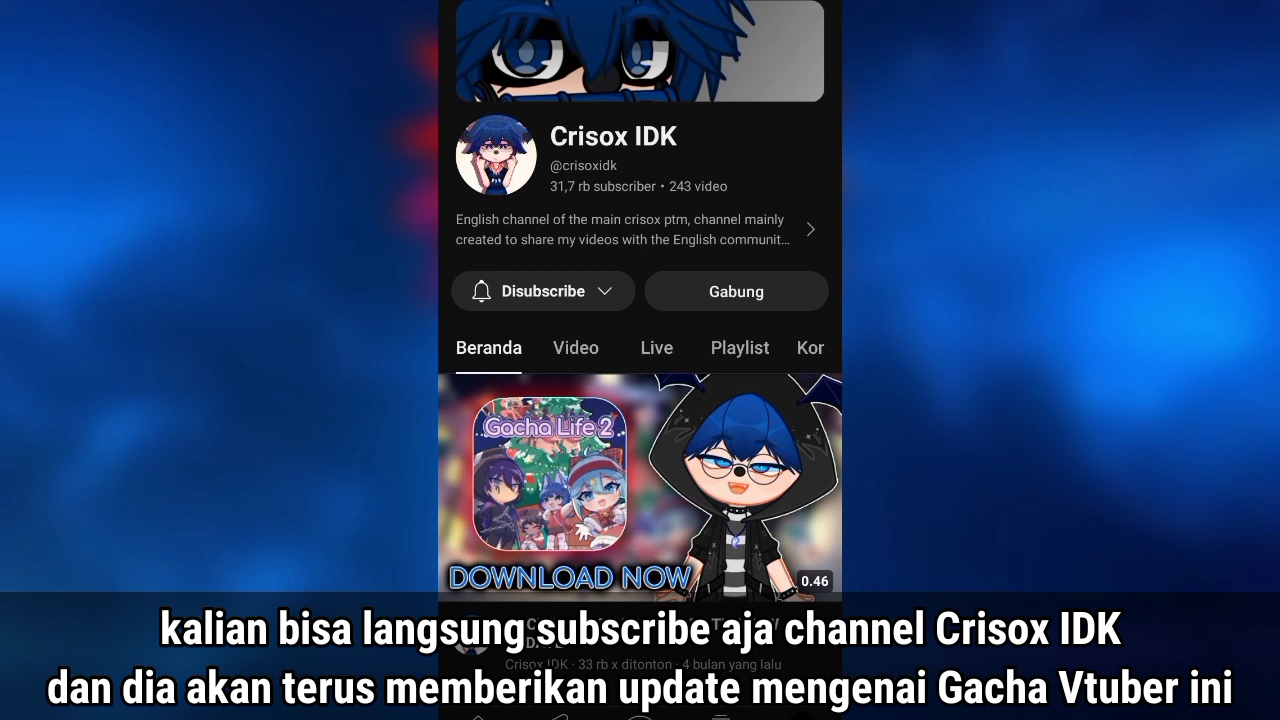 Crisox IDK
@crisoxidk
31,7 rb subscriber • 243 video
English channel of the main crisox ptm, channel mainly
created to share my videos with the English communit...
Disubscribe
Gabung
Beranda Video Live Playlist Kor
Gacha Life 2
DOWNLOAD NOW
0.46
kalian bisa langsung subscribe aja channel Crisox IDK
Crisox IDK · 33 rb x ditonton · 4 bulan yang lalu
dan dia akan terus memberikan update mengenai Gacha Vtuber ini